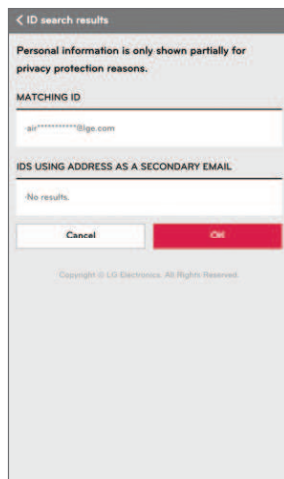 < ID search results
Personal information is only shown partially for
privacy protection reasons.
MATCHING ID
·air***********@lge.com
IDS USING ADDRESS AS A SECONDARY EMAIL
·No results.
Cancel
OK
Copyright © LG Electronics. All Rights Reserved.